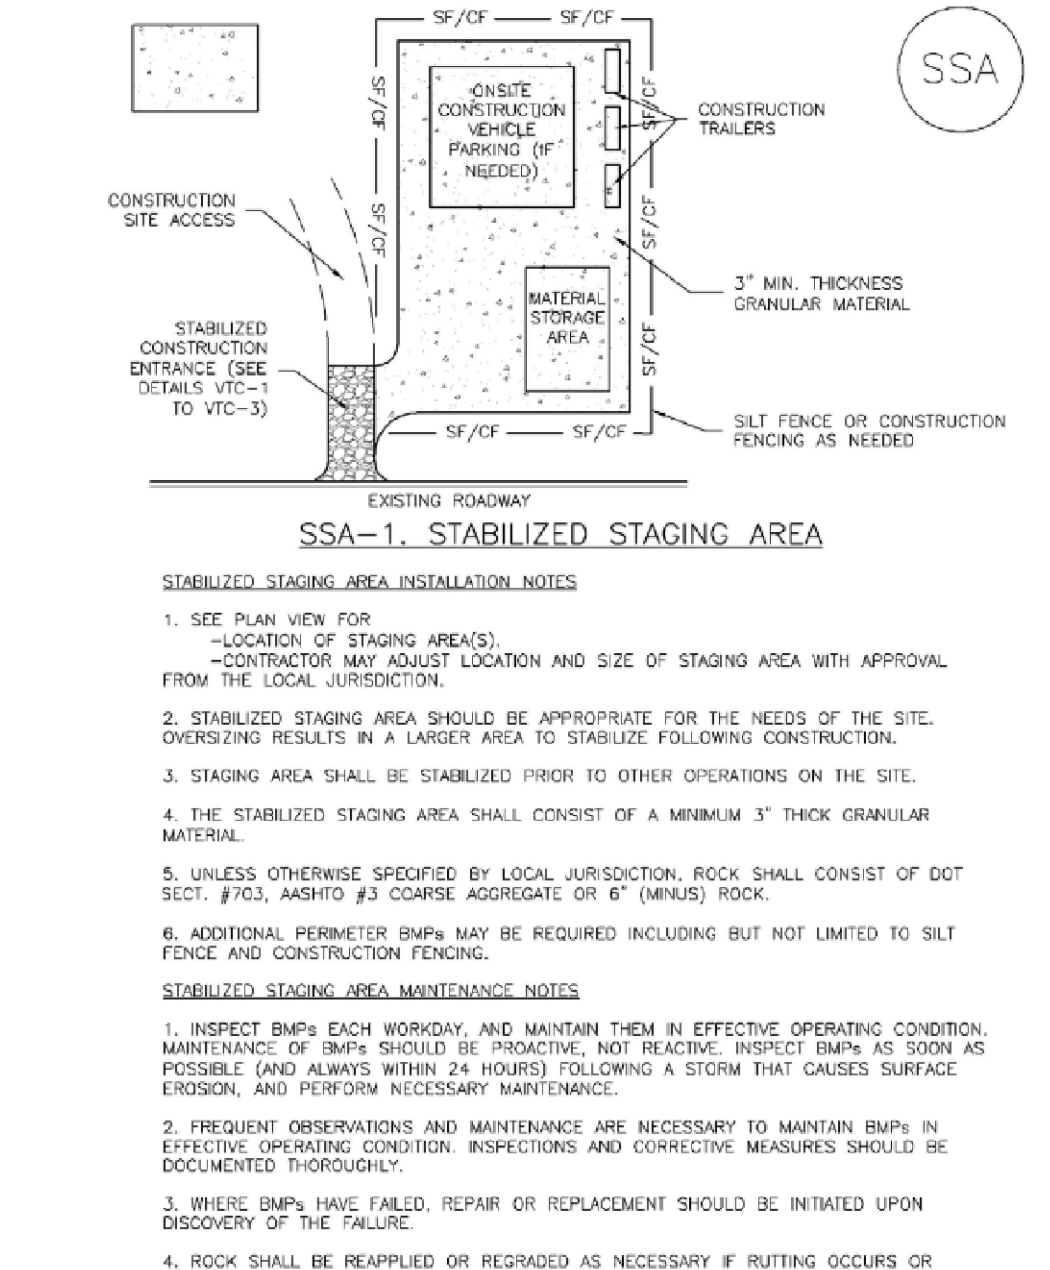 SF/CF SF/CF
SSA
SF/CF
ONSITE
CONSTRUCTION
VEHICLE
PARKING (IF
NEEDED)
SF/CF
CONSTRUCTION
TRAILERS
CONSTRUCTION
SITE ACCESS
SF/CF
SF/CF
3" MIN. THICKNESS
GRANULAR MATERIAL
MATERIAL
STORAGE
AREA
STABILIZED
CONSTRUCTION
ENTRANCE (SEE
DETAILS VTC-1
TO VTC-3)
SF/CF
SF/CF SF/CF
SILT FENCE OR CONSTRUCTION
FENCING AS NEEDED
EXISTING ROADWAY
SSA-1. STABILIZED STAGING AREA
STABILIZED STAGING AREA INSTALLATION NOTES
1. SEE PLAN VIEW FOR
-LOCATION OF STAGING AREA(S).
-CONTRACTOR MAY ADJUST LOCATION AND SIZE OF STAGING AREA WITH APPROVAL
FROM THE LOCAL JURISDICTION.
2. STABILIZED STAGING AREA SHOULD BE APPROPRIATE FOR THE NEEDS OF THE SITE.
OVERSIZING RESULTS IN A LARGER AREA TO STABILIZE FOLLOWING CONSTRUCTION.
3. STAGING AREA SHALL BE STABILIZED PRIOR TO OTHER OPERATIONS ON THE SITE.
4. THE STABILIZED STAGING AREA SHALL CONSIST OF A MINIMUM 3" THICK GRANULAR
MATERIAL.
5. UNLESS OTHERWISE SPECIFIED BY LOCAL JURISDICTION, ROCK SHALL CONSIST OF DOT
SECT. #703, AASHTO #3 COARSE AGGREGATE OR 6" (MINUS) ROCK.
6. ADDITIONAL PERIMETER BMPs MAY BE REQUIRED INCLUDING BUT NOT LIMITED TO SILT
FENCE AND CONSTRUCTION FENCING.
STABILIZED STAGING AREA MAINTENANCE NOTES
1. INSPECT BMPs EACH WORKDAY, AND MAINTAIN THEM IN EFFECTIVE OPERATING CONDITION.
MAINTENANCE OF BMPs SHOULD BE PROACTIVE, NOT REACTIVE. INSPECT BMPs AS SOON AS
POSSIBLE (AND ALWAYS WITHIN 24 HOURS) FOLLOWING A STORM THAT CAUSES SURFACE
EROSION, AND PERFORM NECESSARY MAINTENANCE.
2. FREQUENT OBSERVATIONS AND MAINTENANCE ARE NECESSARY TO MAINTAIN BMPs IN
EFFECTIVE OPERATING CONDITION. INSPECTIONS AND CORRECTIVE MEASURES SHOULD BE
DOCUMENTED THOROUGHLY.
3. WHERE BMPs HAVE FAILED, REPAIR OR REPLACEMENT SHOULD BE INITIATED UPON
DISCOVERY OF THE FAILURE.
4. ROCK SHALL BE REAPPLIED OR REGRADED AS NECESSARY IF RUTTING OCCURS OR